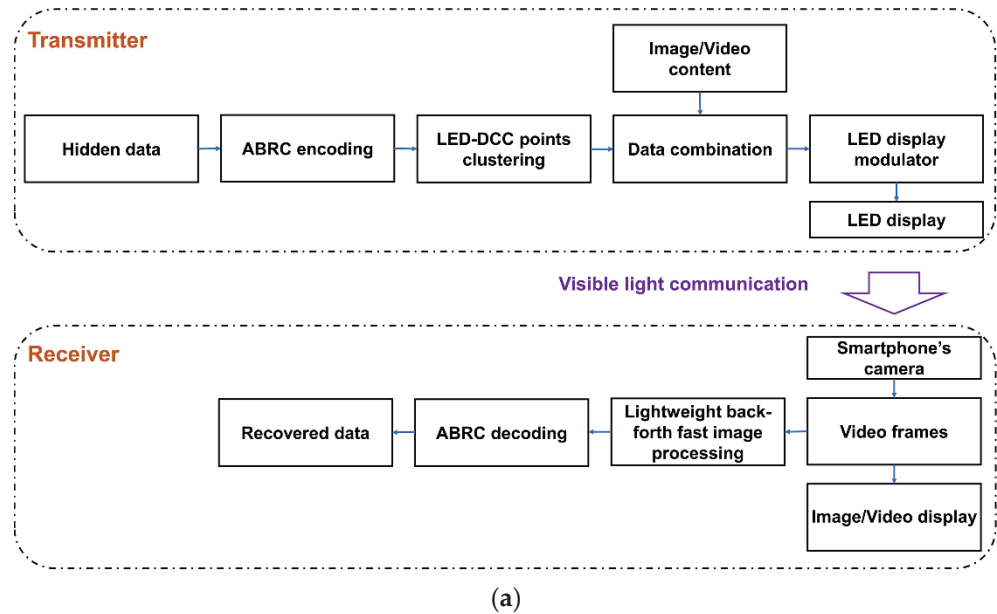 Transmitter
Image/Video
content
Hidden data
ABRC encoding
LED-DCC points
clustering
Data combination
LED display
modulator
LED display
Visible light communication
Receiver
Smartphone's
camera
Recovered data
ABRC decoding
Lightweight back-
forth fast image
processing
Video frames
Image/Video display
(a)